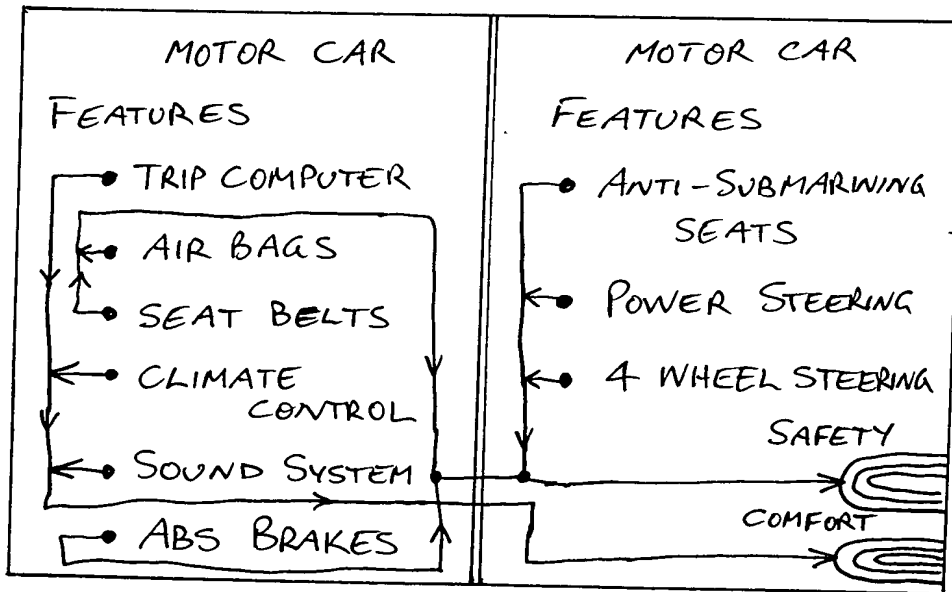 MOTOR CAR
FEATURES
TRIP COMPUTER
AIR BAGS
SEAT BELTS
CLIMATE
CONTROL
SOUND SYSTEM
ABS BRAKES
MOTOR CAR
FEATURES
ANTI-SUBMARINING
SEATS
POWER STEERING
4 WHEEL STEERING
SAFETY
COMFORT